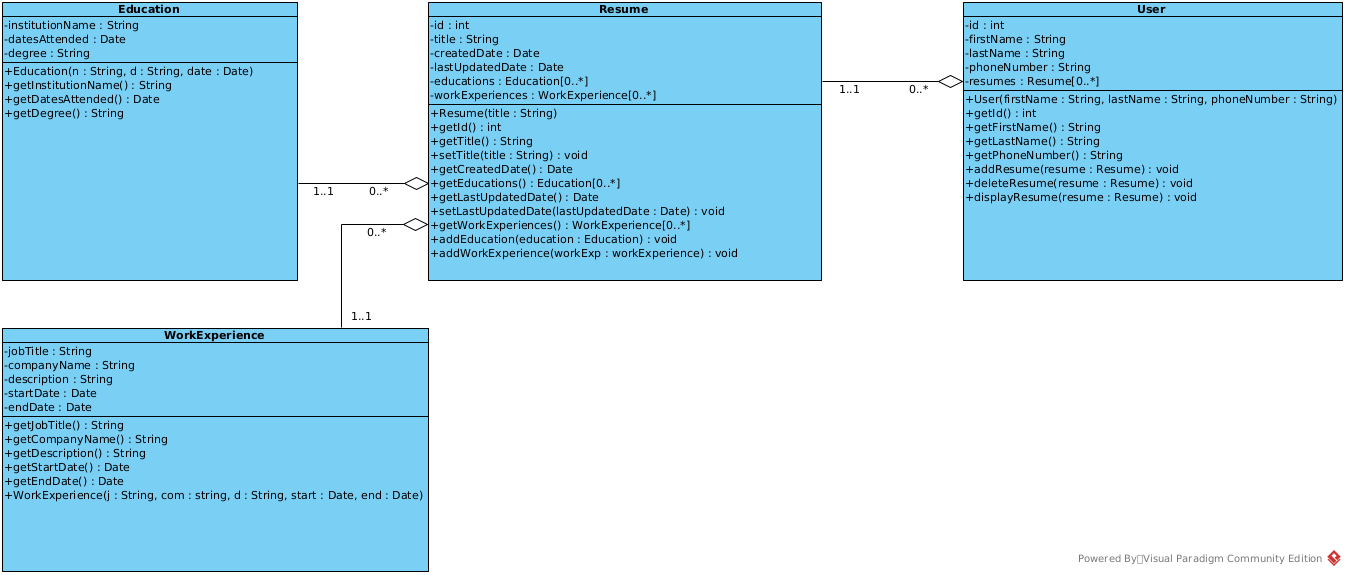 Education
-institutionName : String
-datesAttended : Date
-degree : String
+Education(n : String, d : String, date : Date)
+getInstitutionName() : String
+getDatesAttended() : Date
+getDegree() : String
1..1
0..*
Resume
-id : int
-title : String
-createdDate : Date
-lastUpdatedDate : Date
-educations : Education[0..*]
-workExperiences : WorkExperience[0..*]
+Resume(title : String)
+getId() : int
+getTitle() : String
+setTitle(title : String) : void
+getCreatedDate() : Date
+getEducations() : Education[0..*]
+getLastUpdatedDate() : Date
+setLastUpdatedDate(lastUpdatedDate : Date) : void
+getWorkExperiences() : WorkExperience[0..*]
+addEducation(education : Education) : void
+addWorkExperience(workExp : workExperience) : void
1..1
0..*
User
-id : int
-firstName : String
-lastName : String
-phoneNumber : String
-resumes : Resume[0..*]
+User(firstName : String, lastName : String, phoneNumber : String)
+getId() : int
+getFirstName() : String
+getLastName() : String
+getPhoneNumber() : String
+addResume(resume : Resume) : void
+deleteResume(resume : Resume) : void
+displayResume(resume : Resume) : void
0..*
1..1
WorkExperience
-jobTitle : String
-companyName : String
-description : String
-startDate : Date
-endDate : Date
+getJobTitle() : String
+getCompanyName() : String
+getDescription() : String
+getStartDate() : Date
+getEndDate() : Date
+WorkExperience(j : String, com : string, d : String, start : Date, end : Date)
Powered By Visual Paradigm Community Edition